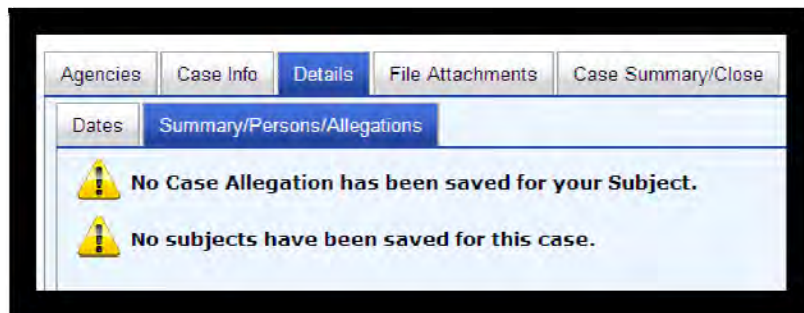 Agencies Case Info Details File Attachments Case Summary/Close
Dates Summary/Persons/Allegations
No Case Allegation has been saved for your Subject.
No subjects have been saved for this case.